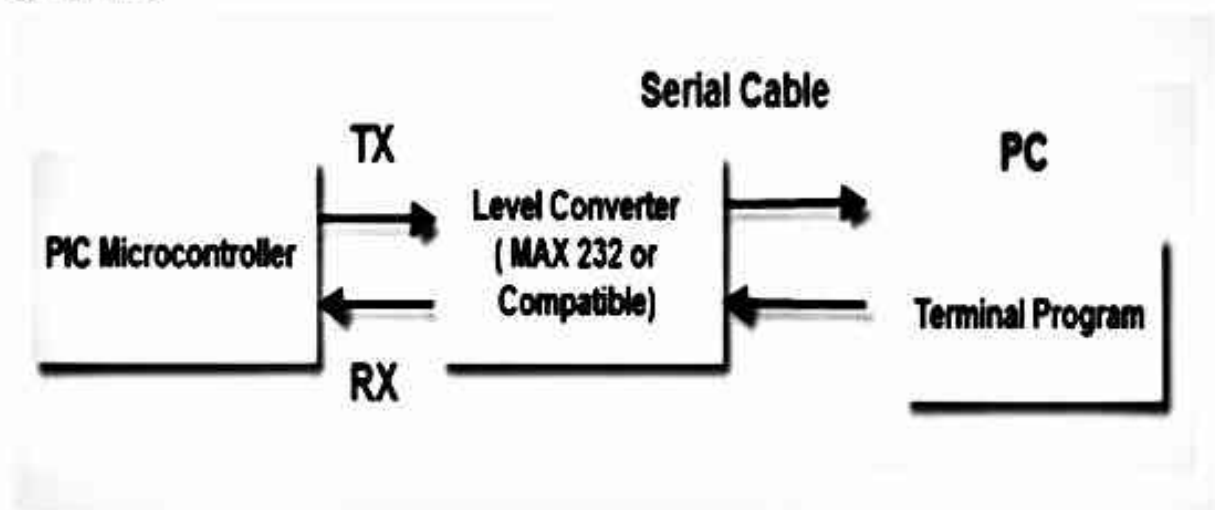 Serial Cable
TX
PC
PIC Microcontroller
Level Converter
( MAX 232 or
Compatible)
Terminal Program
RX